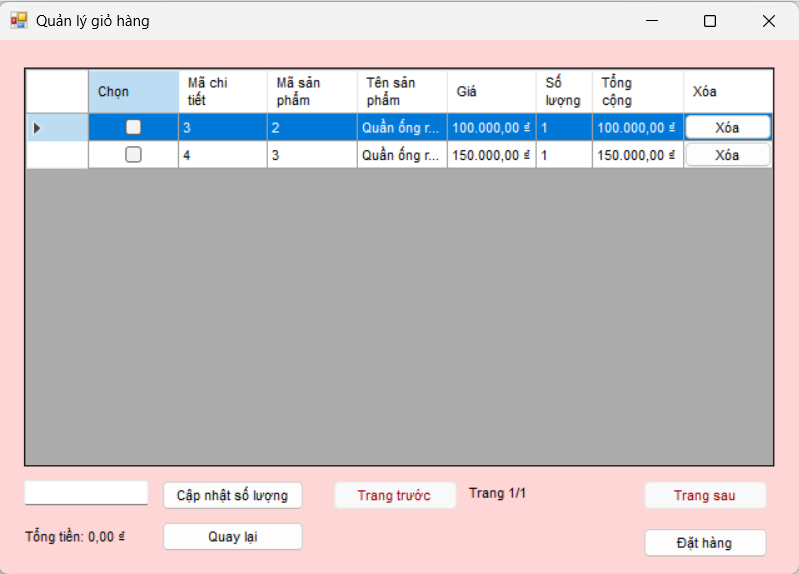 Quản lý giỏ hàng
Chọn Mã chi tiết Mã sản phẩm Tên sản phẩm Giá Số lượng Tổng cộng Xóa
3 2 Quần ống r... 100.000,00 ₫ 1 100.000,00 ₫ Xóa
4 3 Quần ống r... 150.000,00 ₫ 1 150.000,00 ₫ Xóa
Cập nhật số lượng Trang trước Trang 1/1 Trang sau
Tổng tiền: 0,00 ₫ Quay lại Đặt hàng